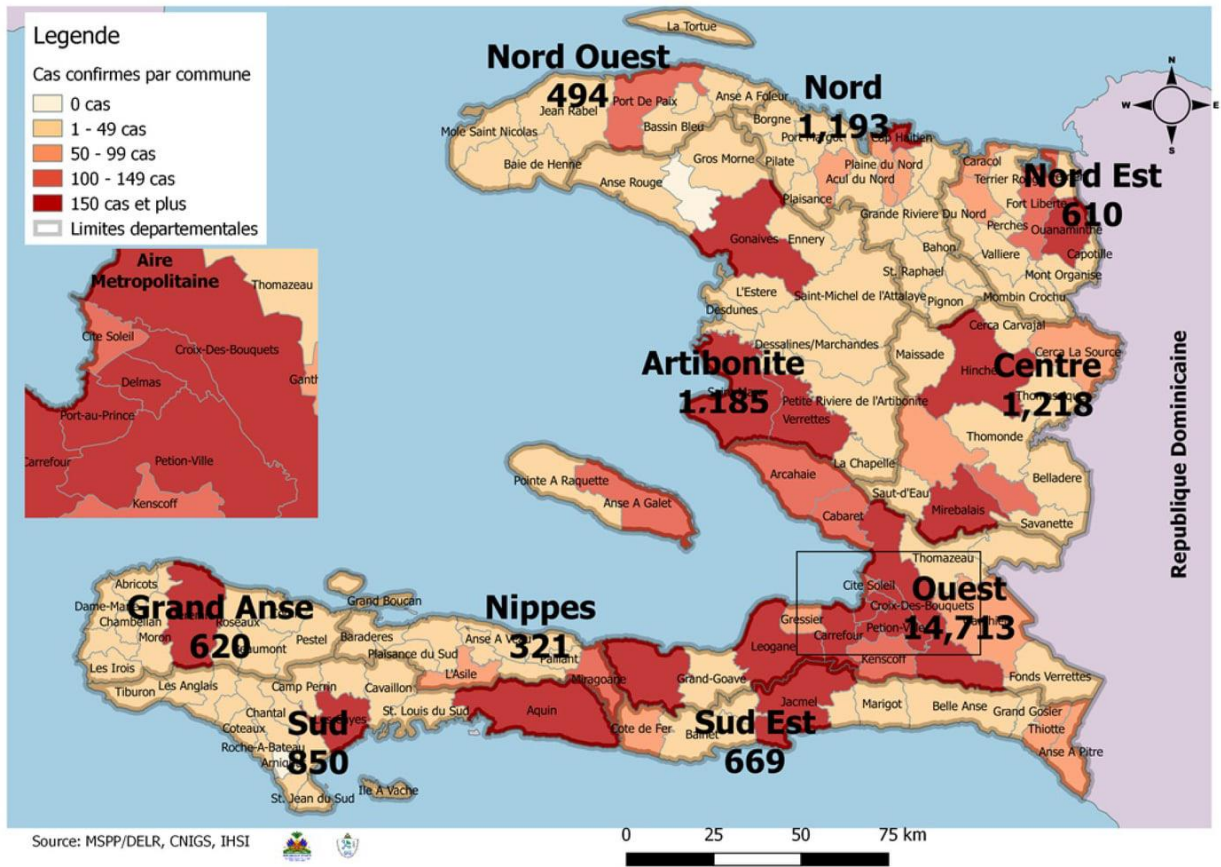 Legende
Cas confirmes par commune
0 cas
1 - 49 cas
50 - 99 cas
100 - 149 cas
150 cas et plus
Limites departementales
Aire
Metropolitaine
Thomazeau
Cite Soleil
Croix-Des-Bouquets
Delmas
Port-au-Prince
Petion-Ville
Kenscoff
La Tortue
N
W
E
S
Nord Ouest
494
Port De Paix
Jean Rabel
Mole Saint Nicolas
Bassin Bleu
Anse A Foleur
Baie de Henne
Anse Rouge
Gros Morne
Nord
1,193
Borgne
Pilate
Plaine du Nord
Acul du Nord
Plaisance
Grande Riviere Du Nord
Bahon
St. Raphael
Pignon
Nord Est
610
Caracol
Fort Liberte
Perches
Ouanaminthe
Capotille
Valliere
Mont Organise
Mombin Crochu
Gonaives
Ennery
Saint-Michel de l'Attalaye
L'Estere
Desdunes
Dessalines/Marchandes
Artibonite
1,185
Petite Riviere de l'Artibonite
Verrettes
La Chapelle
Centre
1,218
Cerca Carvajal
Cerca La Source
Maissade
Thomonde
Belladere
Saut-d'Eau
Mirebalais
Savanette
Republique Dominicaine
Pointe A Raquette
Anse A Galet
Arcahaie
Cabaret
Ouest
14,713
Thomazeau
Cite Soleil
Croix-Des-Bouquets
Gressier
Carrefour
Leogane
Kenscoff
Fonds Verrettes
Grand-Goave
Grand Anse
620
Abricots
Chambellan
Moron
Roseaux
Pestel
Les Irois
Nippes
321
Grand Boucan
Baraderes
Plaisance du Sud
L'Asile
Paillant
Miragoane
Sud
850
Tiburon
Les Anglais
Camp Perrin
Cavaillon
St. Louis du Sud
Aquin
Chantal
Coteaux
Roche-A-Bateau
St. Jean du Sud
Ile A Vache
Sud Est
669
Cote de Fer
Jacmel
Marigot
Belle Anse
Grand Gosier
Thiotte
Anse A Pitre
Source: MSPP/DELR, CNIGS, IHSI
0 25 50 75 km